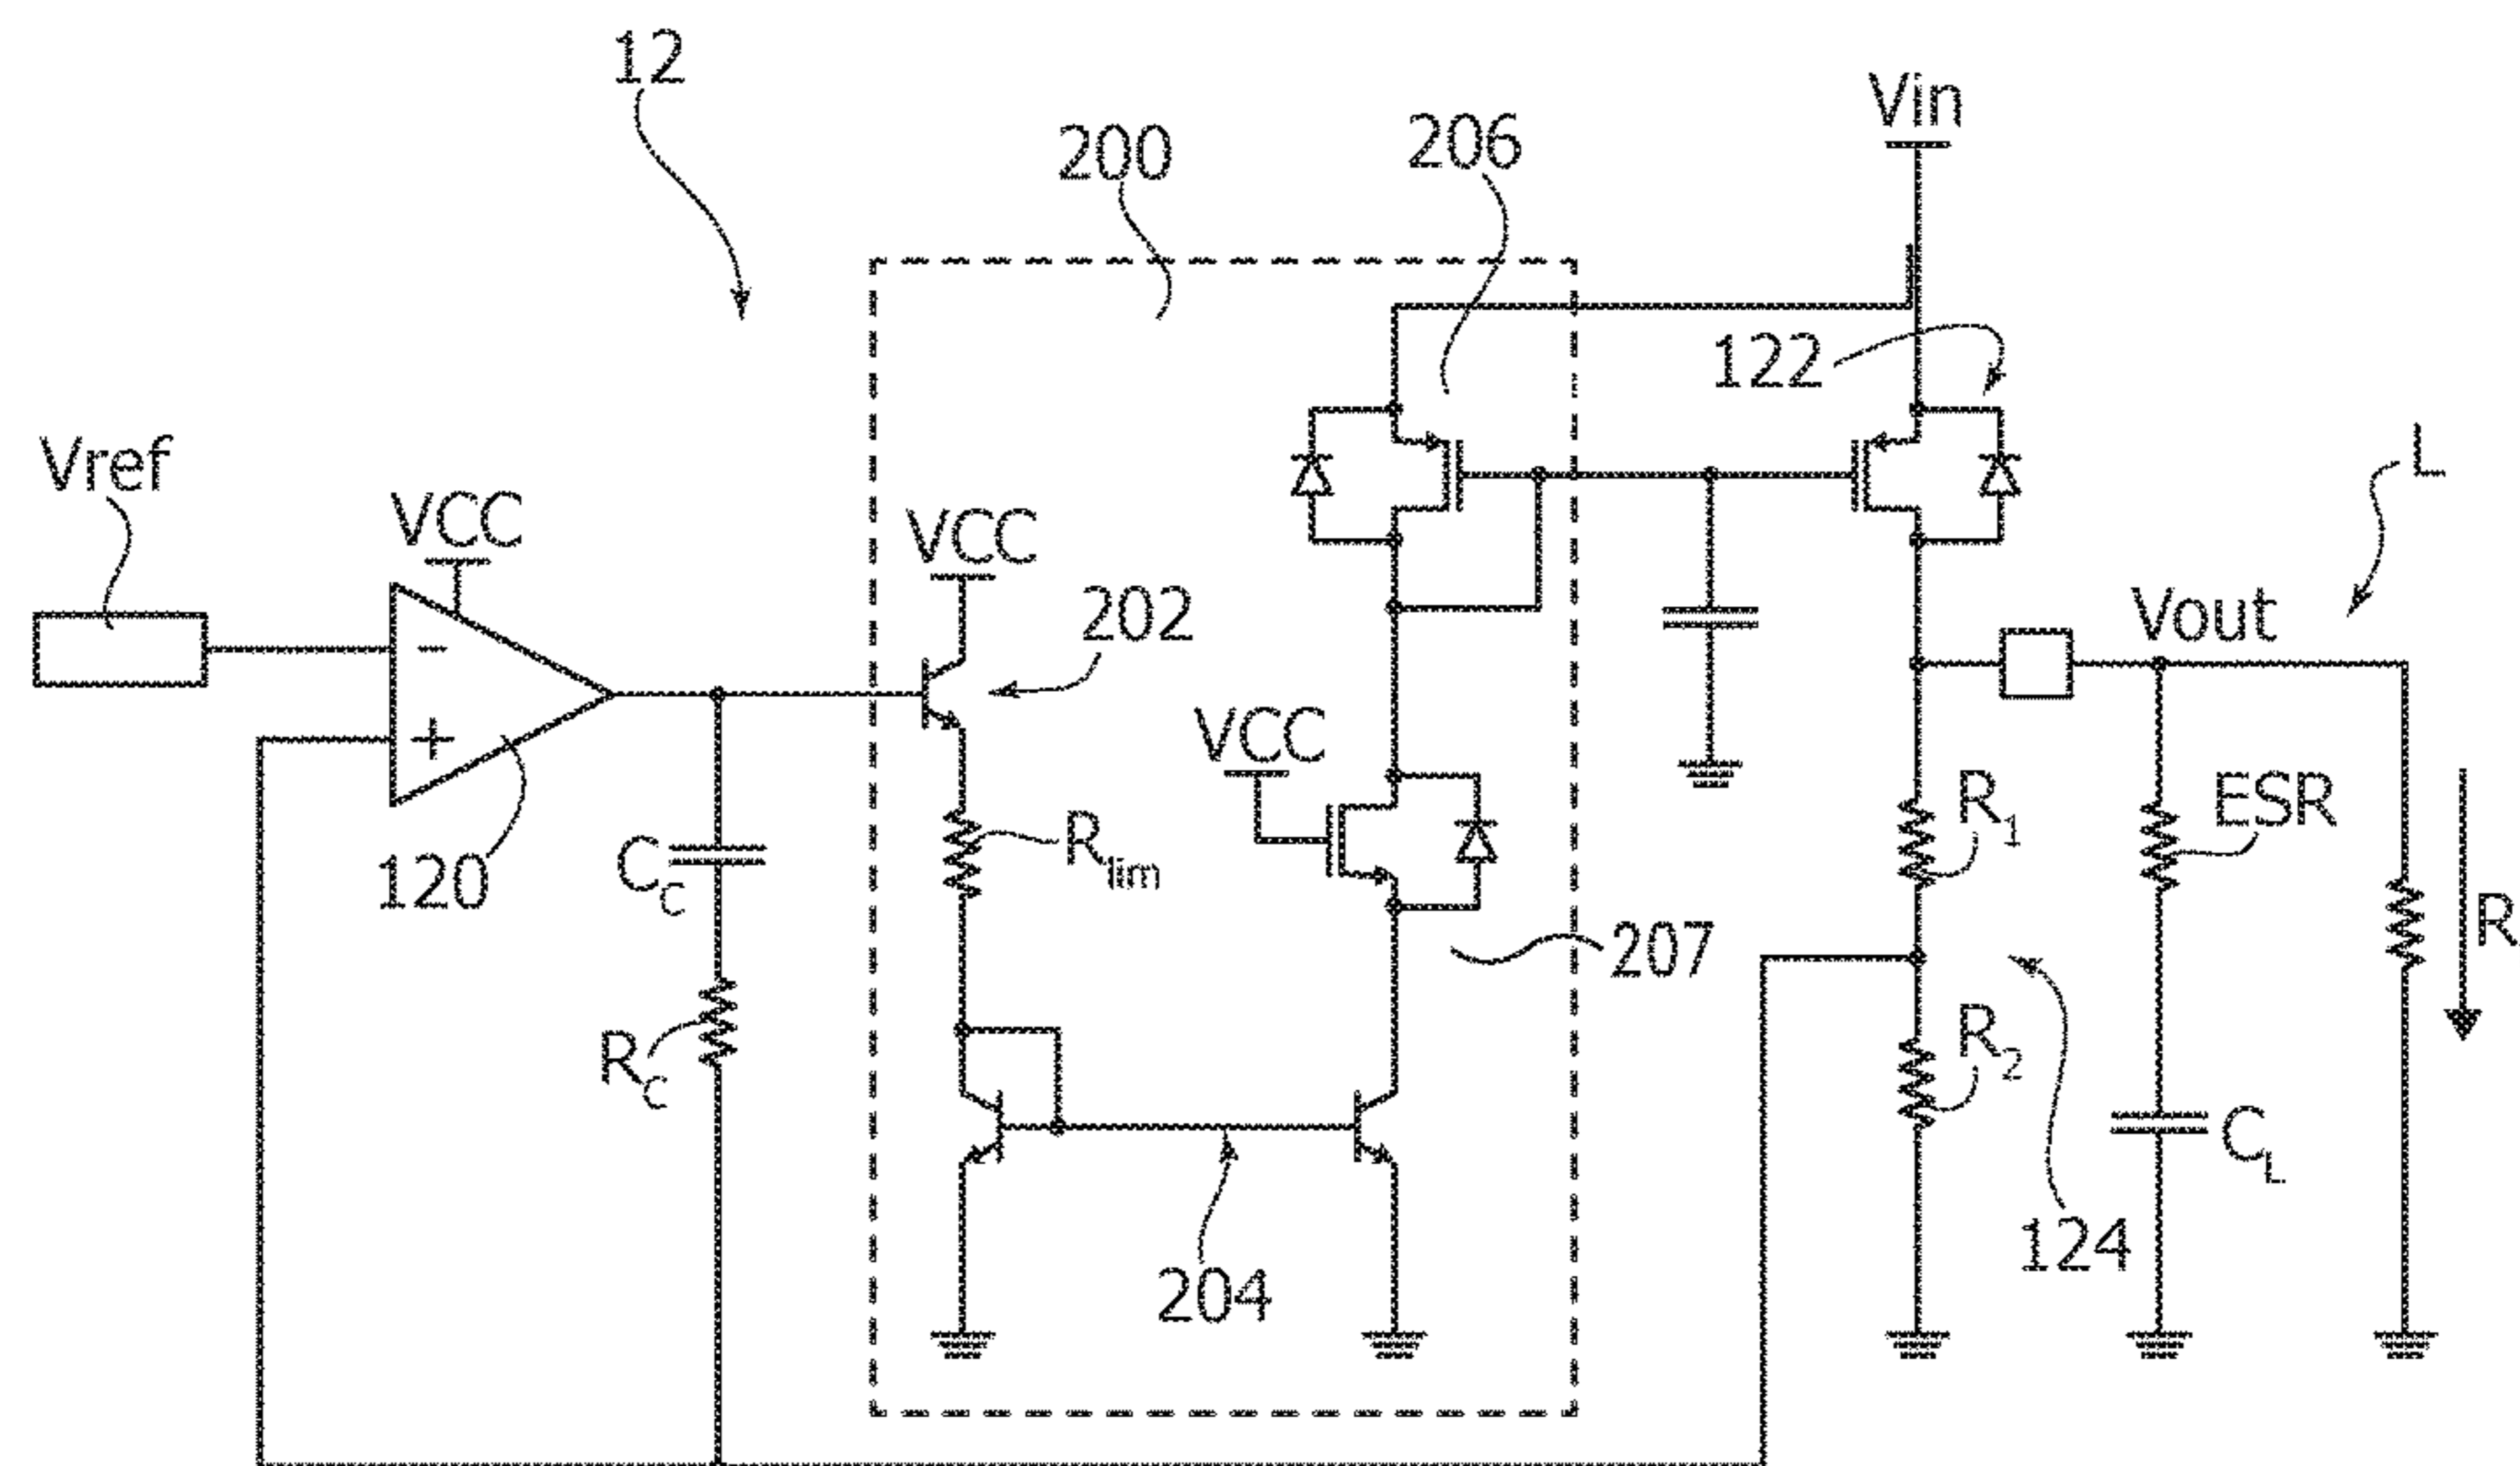 12
Vin
200
206
122
Vref
VCC
VCC
L
202
Vout
VCC
R1
ESR
CC
Rlim
120
R
207
RC
R2
CL
204
124